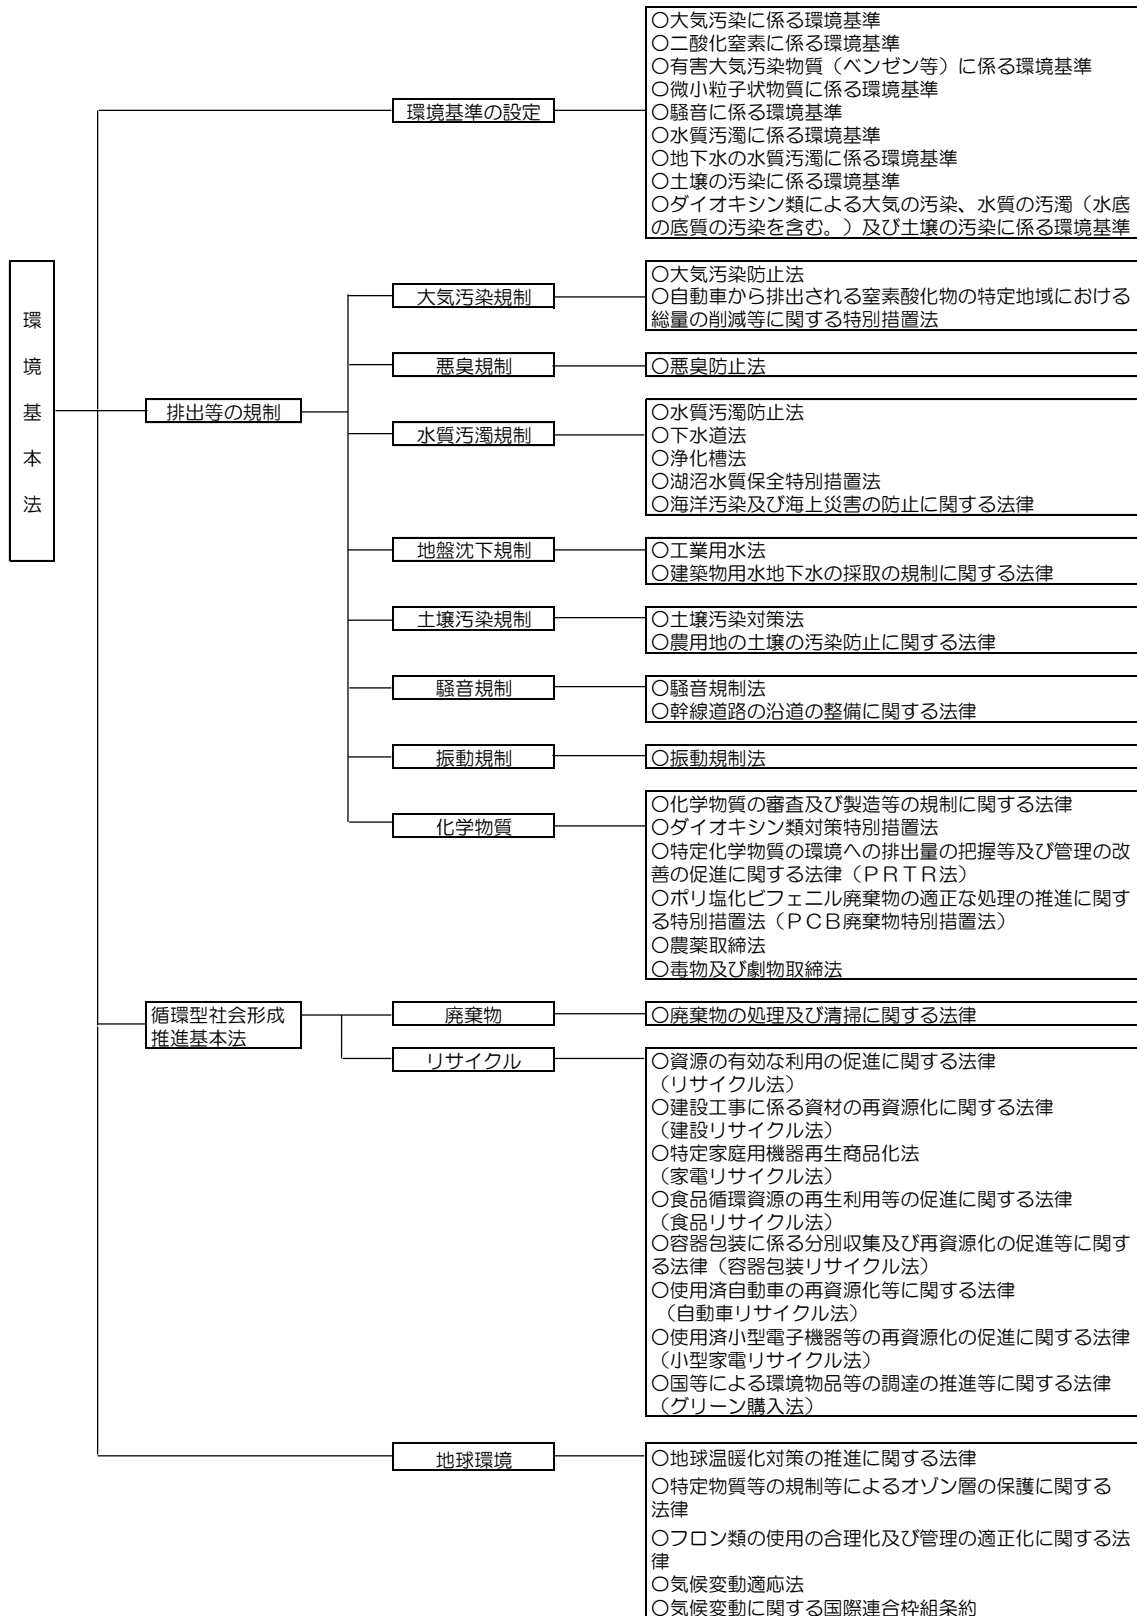 環境基本法
環境基準の設定
〇大気汚染に係る環境基準
〇二酸化窒素に係る環境基準
〇有害大気汚染物質（ベンゼン等）に係る環境基準
〇微小粒子状物質に係る環境基準
〇騒音に係る環境基準
〇水質汚濁に係る環境基準
〇地下水の水質汚濁に係る環境基準
〇土壌の汚染に係る環境基準
〇ダイオキシン類による大気の汚染、水質の汚濁（水底
の底質の汚染を含む。）及び土壌の汚染に係る環境基準
排出等の規制
大気汚染規制
〇大気汚染防止法
〇自動車から排出される窒素酸化物の特定地域における
総量の削減等に関する特別措置法
悪臭規制
〇悪臭防止法
水質汚濁規制
〇水質汚濁防止法
〇下水道法
〇浄化槽法
〇湖沼水質保全特別措置法
〇海洋汚染及び海上災害の防止に関する法律
地盤沈下規制
〇工業用水法
〇建築物用水地下水の採取の規制に関する法律
土壌汚染規制
〇土壌汚染対策法
〇農用地の土壌の汚染防止に関する法律
騒音規制
〇騒音規制法
〇幹線道路の沿道の整備に関する法律
振動規制
〇振動規制法
化学物質
〇化学物質の審査及び製造等の規制に関する法律
〇ダイオキシン類対策特別措置法
〇特定化学物質の環境への排出量の把握等及び管理の改
善の促進に関する法律（ＰＲＴＲ法）
〇ポリ塩化ビフェニル廃棄物の適正な処理の推進に関す
る特別措置法（ＰＣＢ廃棄物特別措置法）
〇農薬取締法
〇毒物及び劇物取締法
循環型社会形成
推進基本法
廃棄物
〇廃棄物の処理及び清掃に関する法律
リサイクル
〇資源の有効な利用の促進に関する法律
（リサイクル法）
〇建設工事に係る資材の再資源化に関する法律
（建設リサイクル法）
〇特定家庭用機器再生商品化法
（家電リサイクル法）
〇食品循環資源の再生利用等の促進に関する法律
（食品リサイクル法）
〇容器包装に係る分別収集及び再資源化の促進等に関す
る法律（容器包装リサイクル法）
〇使用済自動車の再資源化等に関する法律
（自動車リサイクル法）
〇使用済小型電子機器等の再資源化の促進に関する法律
（小型家電リサイクル法）
〇国等による環境物品等の調達の推進等に関する法律
（グリーン購入法）
地球環境
〇地球温暖化対策の推進に関する法律
〇特定物質等の規制等によるオゾン層の保護に関する
法律
〇フロン類の使用の合理化及び管理の適正化に関する法
律
〇気候変動適応法
〇気候変動に関する国際連合枠組条約